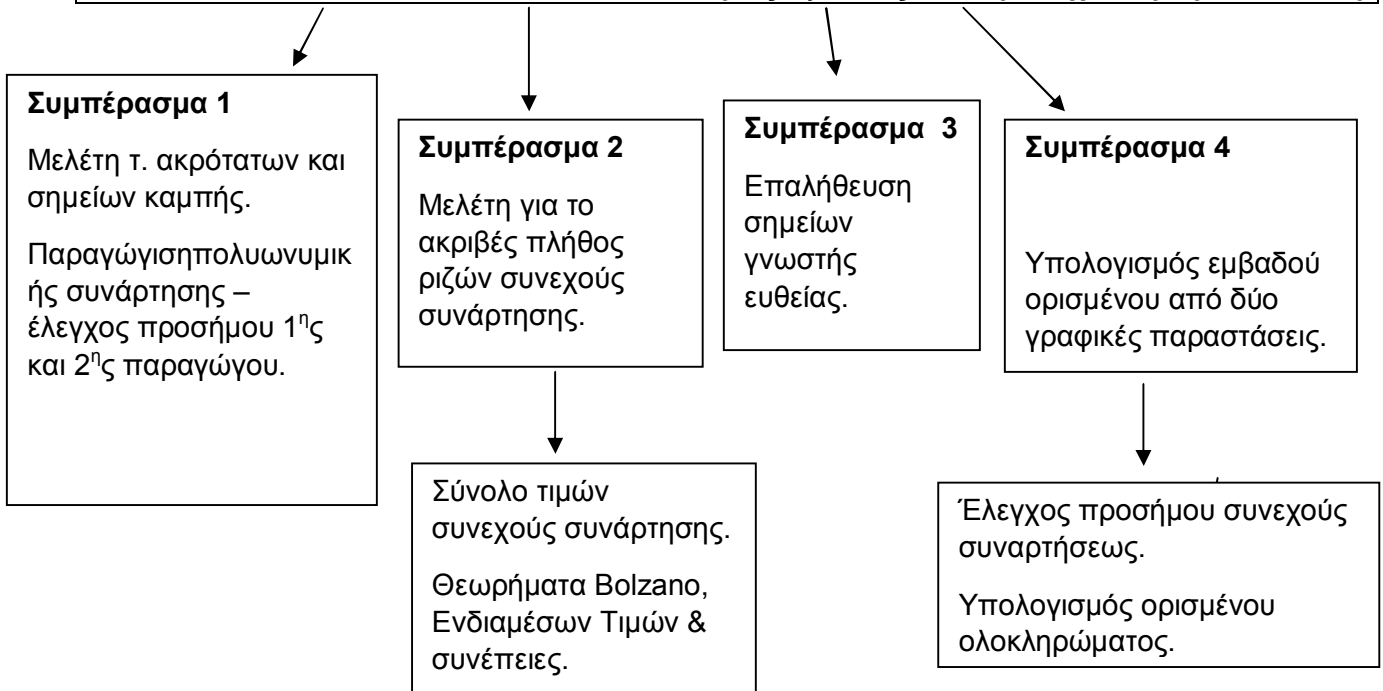 Συμπέρασμα 1
Μελέτη τ. ακρότατων και
σημείων καμπής.
Παραγώγισηπολυωνυμικ
ής συνάρτησης –
έλεγχος προσήμου 1ης
και 2ης παραγώγου.
Συμπέρασμα 2
Μελέτη για το
ακριβές πλήθος
ριζών συνεχούς
συνάρτησης.
Σύνολο τιμών
συνεχούς συνάρτησης.
Θεωρήματα Bolzano,
Ενδιαμέσων Τιμών &
συνέπειες.
Συμπέρασμα 3
Επαλήθευση
σημείων
γνωστής
ευθείας.
Συμπέρασμα 4
Υπολογισμός εμβαδού
ορισμένου από δύο
γραφικές παραστάσεις.
Έλεγχος προσήμου συνεχούς
συναρτήσεως.
Υπολογισμός ορισμένου
ολοκληρώματος.